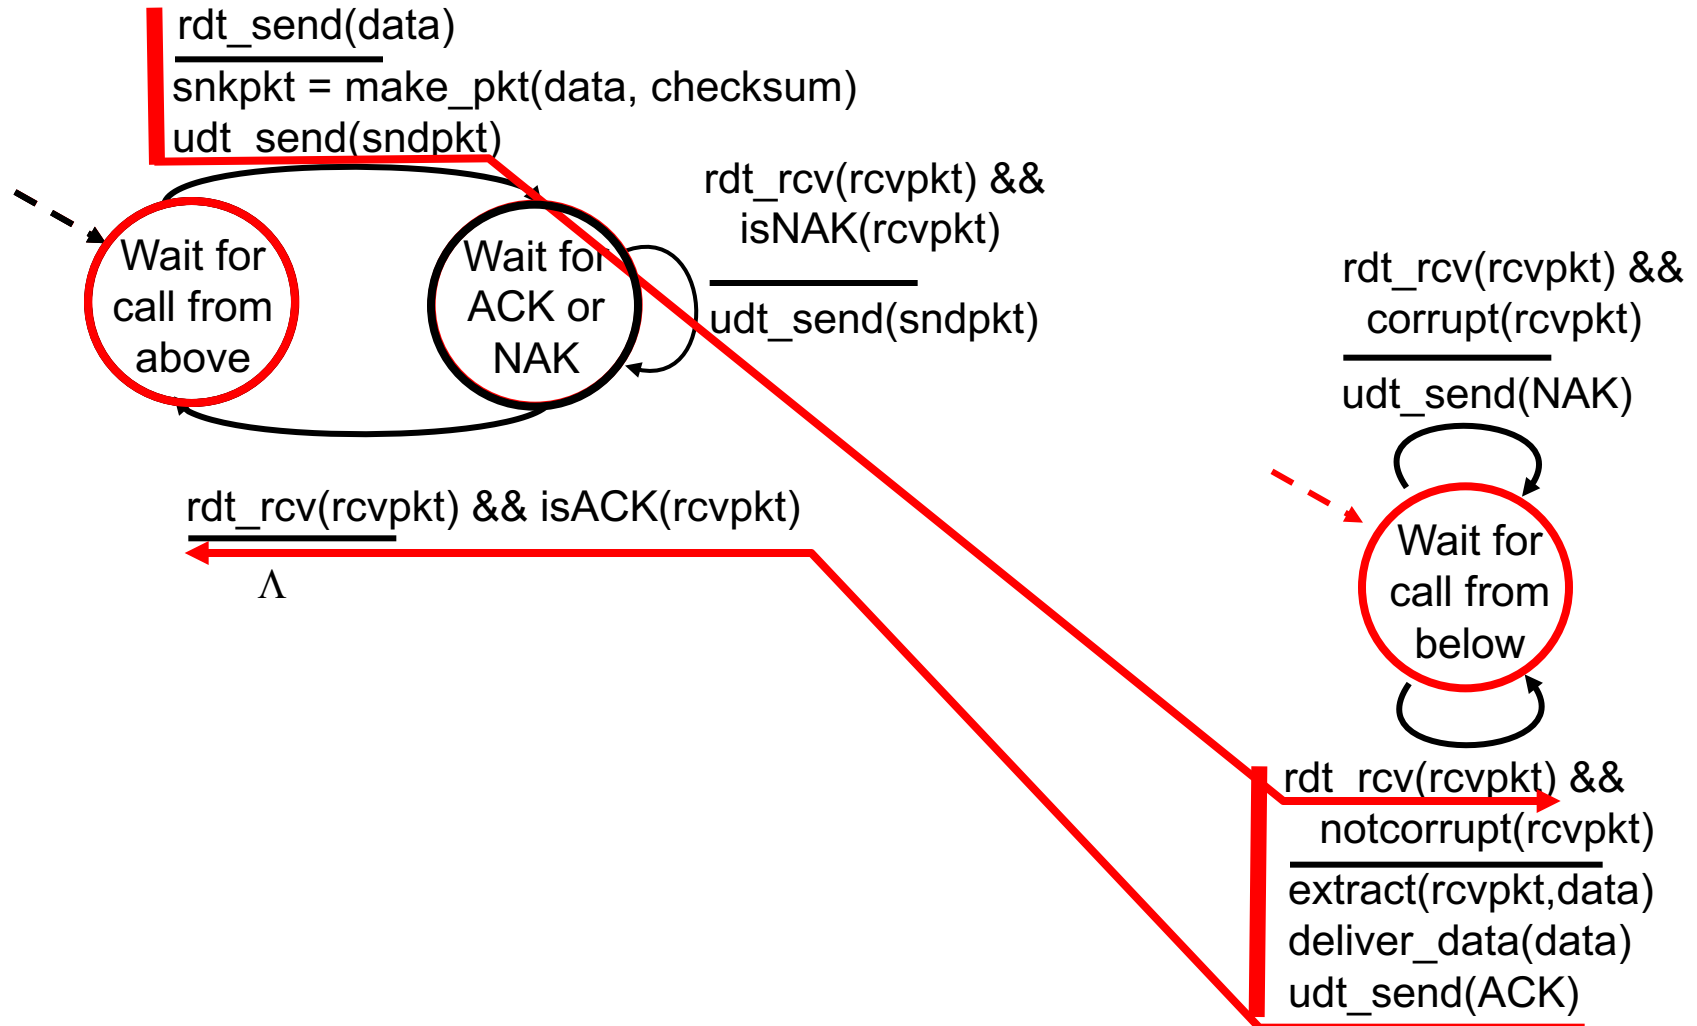 rdt_send(data)
snkpkt = make_pkt(data, checksum)
udt_send(sndpkt)
rdt_rcv(rcvpkt) &&
isNAK(rcvpkt)
udt_send(sndpkt)
Wait for
call from
above
Wait for
ACK or
NAK
rdt_rcv(rcvpkt) && isACK(rcvpkt)
Λ
rdt_rcv(rcvpkt) &&
corrupt(rcvpkt)
udt_send(NAK)
Wait for
call from
below
rdt_rcv(rcvpkt) &&
notcorrupt(rcvpkt)
extract(rcvpkt,data)
deliver_data(data)
udt_send(ACK)